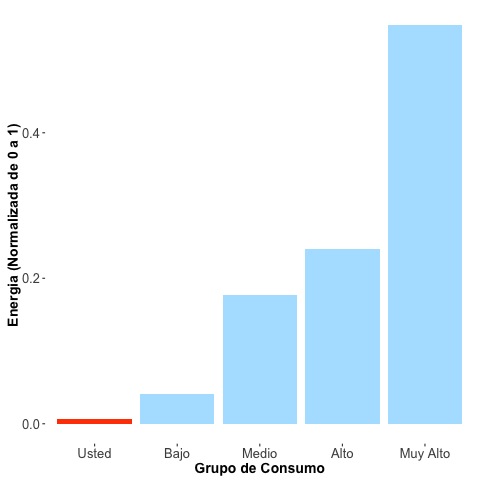 Energia (Normalizada de 0 a 1)
0.4
0.2
0.0
Usted
Bajo
Medio
Alto
Muy Alto
Grupo de Consumo